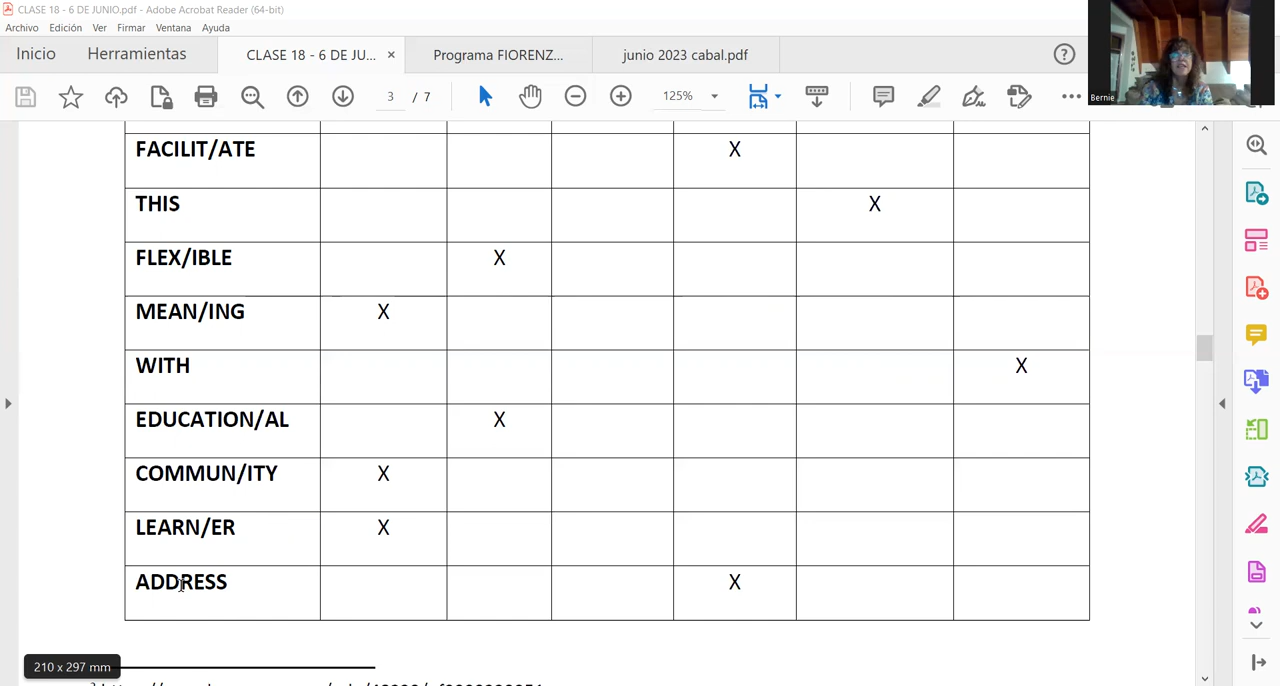 CLASE 18 - 6 DE JUNIO.pdf - Adobe Acrobat Reader (64-bit)
Archivo Edición Ver Firmar Ventana Ayuda
Inicio Herramientas CLASE 18 - 6 DE JU... × Programa FIORENZ... junio 2023 cabal.pdf
3 / 7 125%
Bernie
FACILIT/ATE X
THIS X
FLEX/IBLE X
MEAN/ING X
WITH X
EDUCATION/AL X
COMMUN/ITY X
LEARN/ER X
ADDRESS X
210 x 297 mm